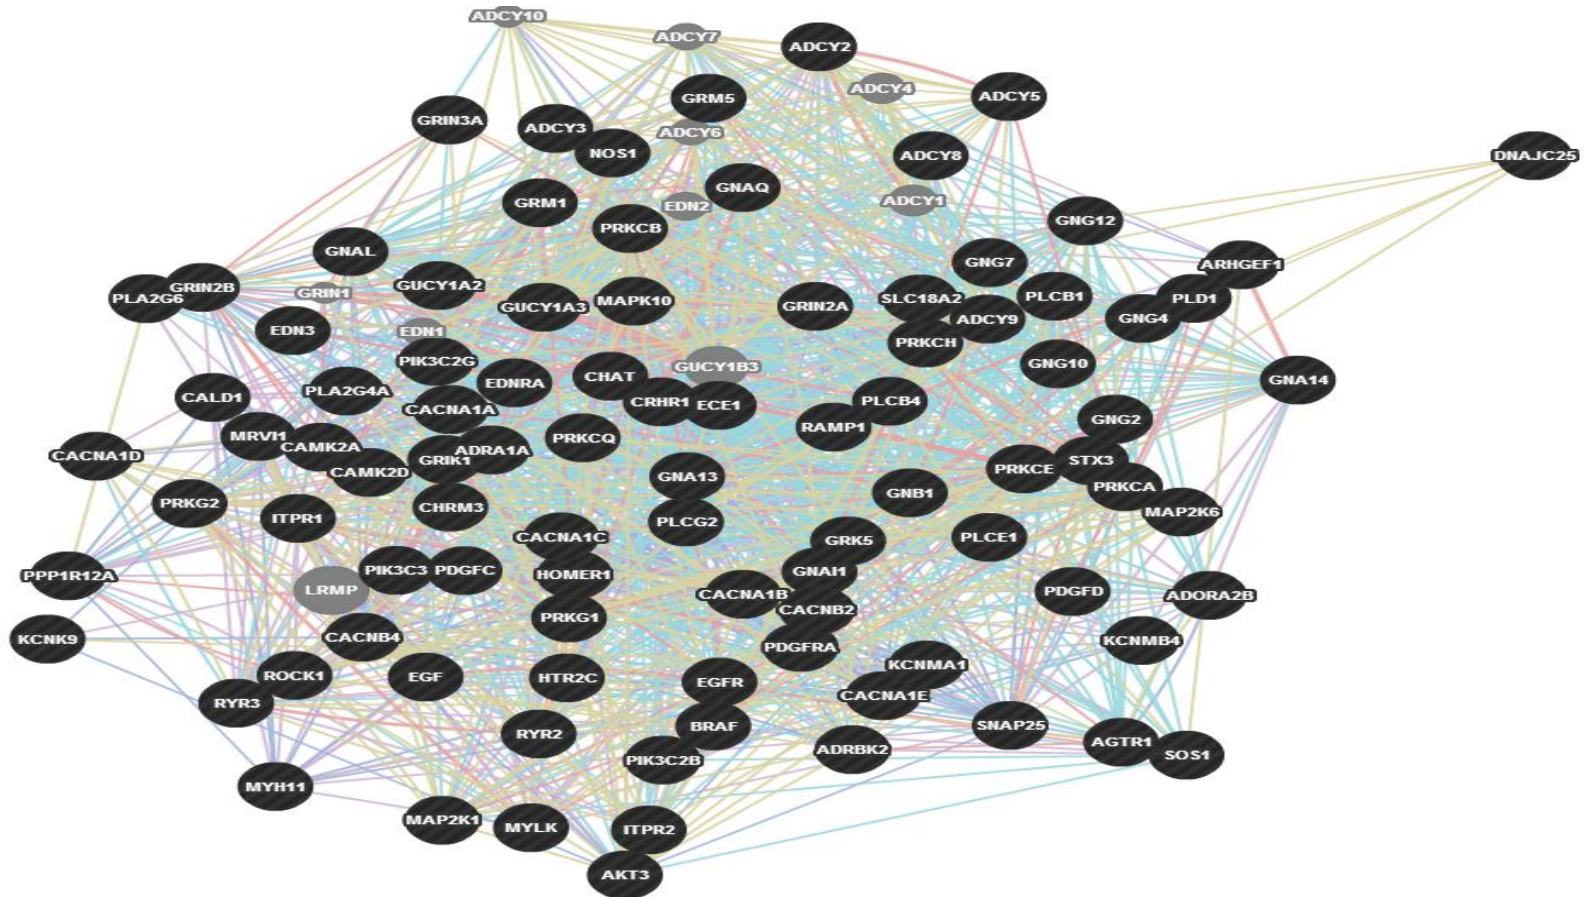 ADCY10
ADCY7
ADCY2
ADCY4
GRM5
ADCY5
GRIN3A
ADCY3
ADCY6
NOS1
ADCY8
DNAJC25
GNAQ
GRM1
EDN2
ADCY1
GNG12
PRKCB
GNAL
GNG7
ARHGEF1
GRIN2B
PLA2G6
GUCY1A2
GRIN1
GUCY1A3
MAPK10
GRIN2A
SLC18A2
PLCB1
PLD1
EDN3
EDN1
ADCY9
GNG4
PRKCH
PIK3C2G
GUCY1B3
GNG10
GNA14
CALD1
PLA2G4A
EDNRA
CHAT
CACNA1A
CRHR1
ECE1
PLCB4
RAMP1
GNG2
MRVI1
CAMK2A
CACNA1D
CAMK2D
GRIK1
ADRA1A
PRKCQ
GNA13
PRKCE
STX3
PRKCA
GNB1
PRKG2
ITPR1
CHRM3
MAP2K6
PLCG2
CACNA1C
GRK5
PLCE1
PPP1R12A
LRMP
PIK3C3
PDGFC
HOMER1
GNAI1
CACNA1B
CACNB2
PDGFD
ADORA2B
PRKG1
KCNK9
CACNB4
PDGFRA
KCNMB4
ROCK1
EGF
HTR2C
EGFR
KCNMA1
CACNA1E
RYR3
RYR2
BRAF
SNAP25
AGTR1
SOS1
PIK3C2B
ADRBK2
MYH11
MAP2K1
MYLK
ITPR2
AKT3